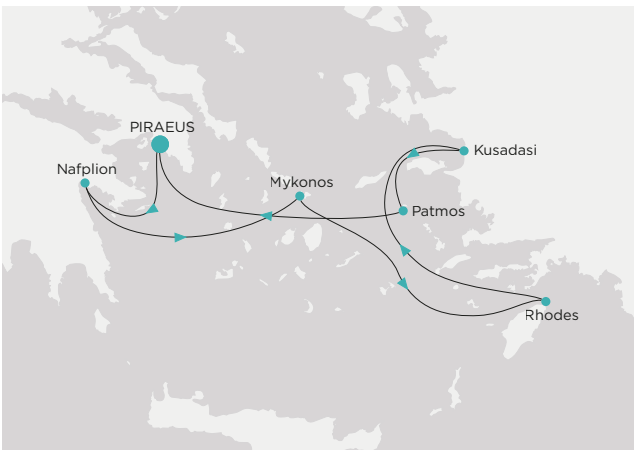 PIRAEUS
Nafplion
Kusadasi
Mykonos
Patmos
Rhodes